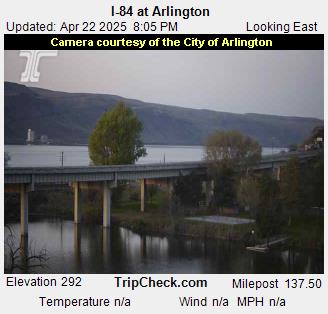 I-84 at Arlington
Updated: Apr 22 2025 8:05 PM Looking East
Camera courtesy of the City of Arlington
Elevation 292 TripCheck.com Milepost 137.50
Temperature n/a Wind n/a MPH n/a